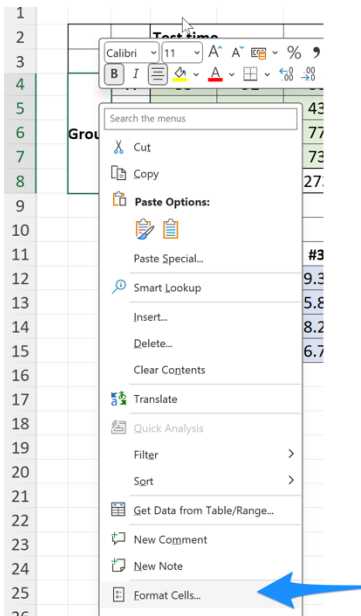 1
2 Test time
3 Calibri 11 A A %
4 B I A
5 43
Search the menus
6 Grou 77
Cut
7 73
Copy
8 27
Paste Options:
9
10
Paste Special...
11 #3
12 9.3
Smart Lookup
13 5.8
Insert...
14 8.2
Delete...
15 6.7
Clear Contents
16
17 Translate
18 Quick Analysis
19 Filter
20 Sort
21 Get Data from Table/Range...
22
23 New Comment
24 New Note
25 Format Cells...
26